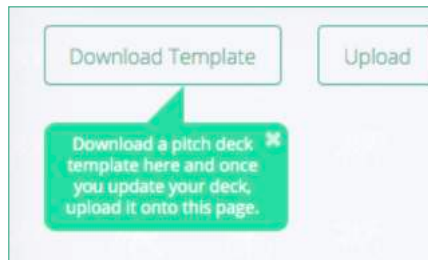 Download Template
Upload
Download a pitch deck
template here and once
you update your deck,
upload it onto this page.